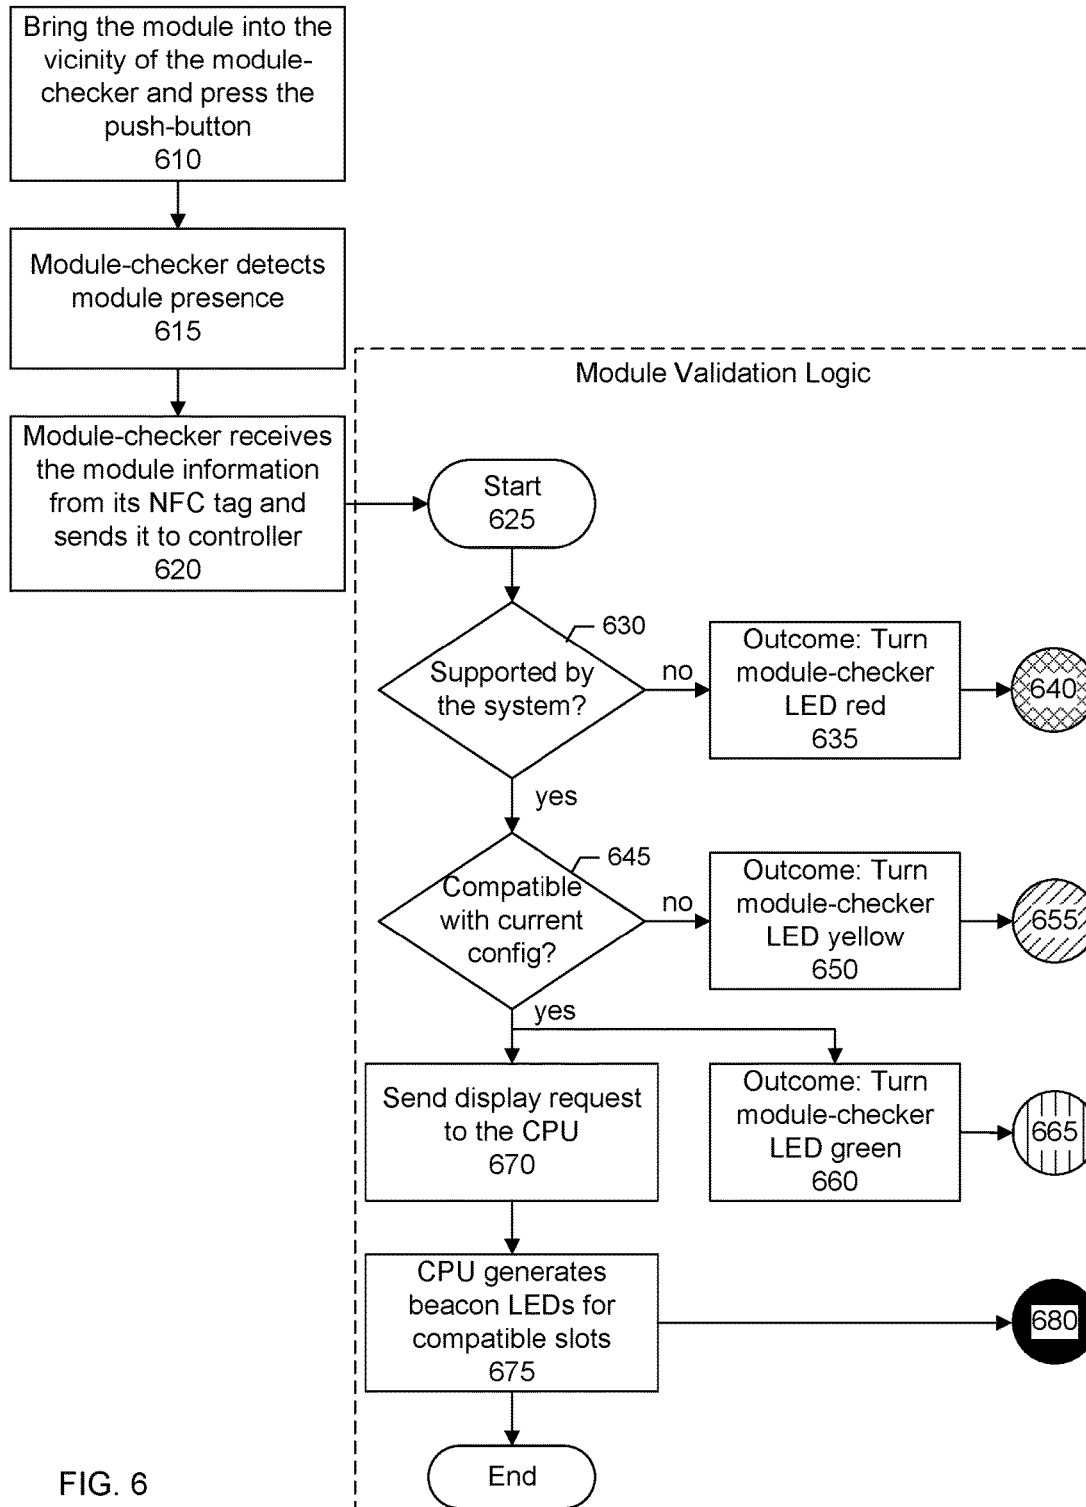 Bring the module into the
vicinity of the module-
checker and press the
push-button
610
Module-checker detects
module presence
615
Module-checker receives
the module information
from its NFC tag and
sends it to controller
620
Module Validation Logic
Start
625
630
Supported by
the system?
no
Outcome: Turn
module-checker
LED red
635
640
yes
645
Compatible
with current
config?
no
Outcome: Turn
module-checker
LED yellow
650
655
yes
Send display request
to the CPU
670
Outcome: Turn
module-checker
LED green
660
665
CPU generates
beacon LEDs for
compatible slots
675
680
End
FIG. 6